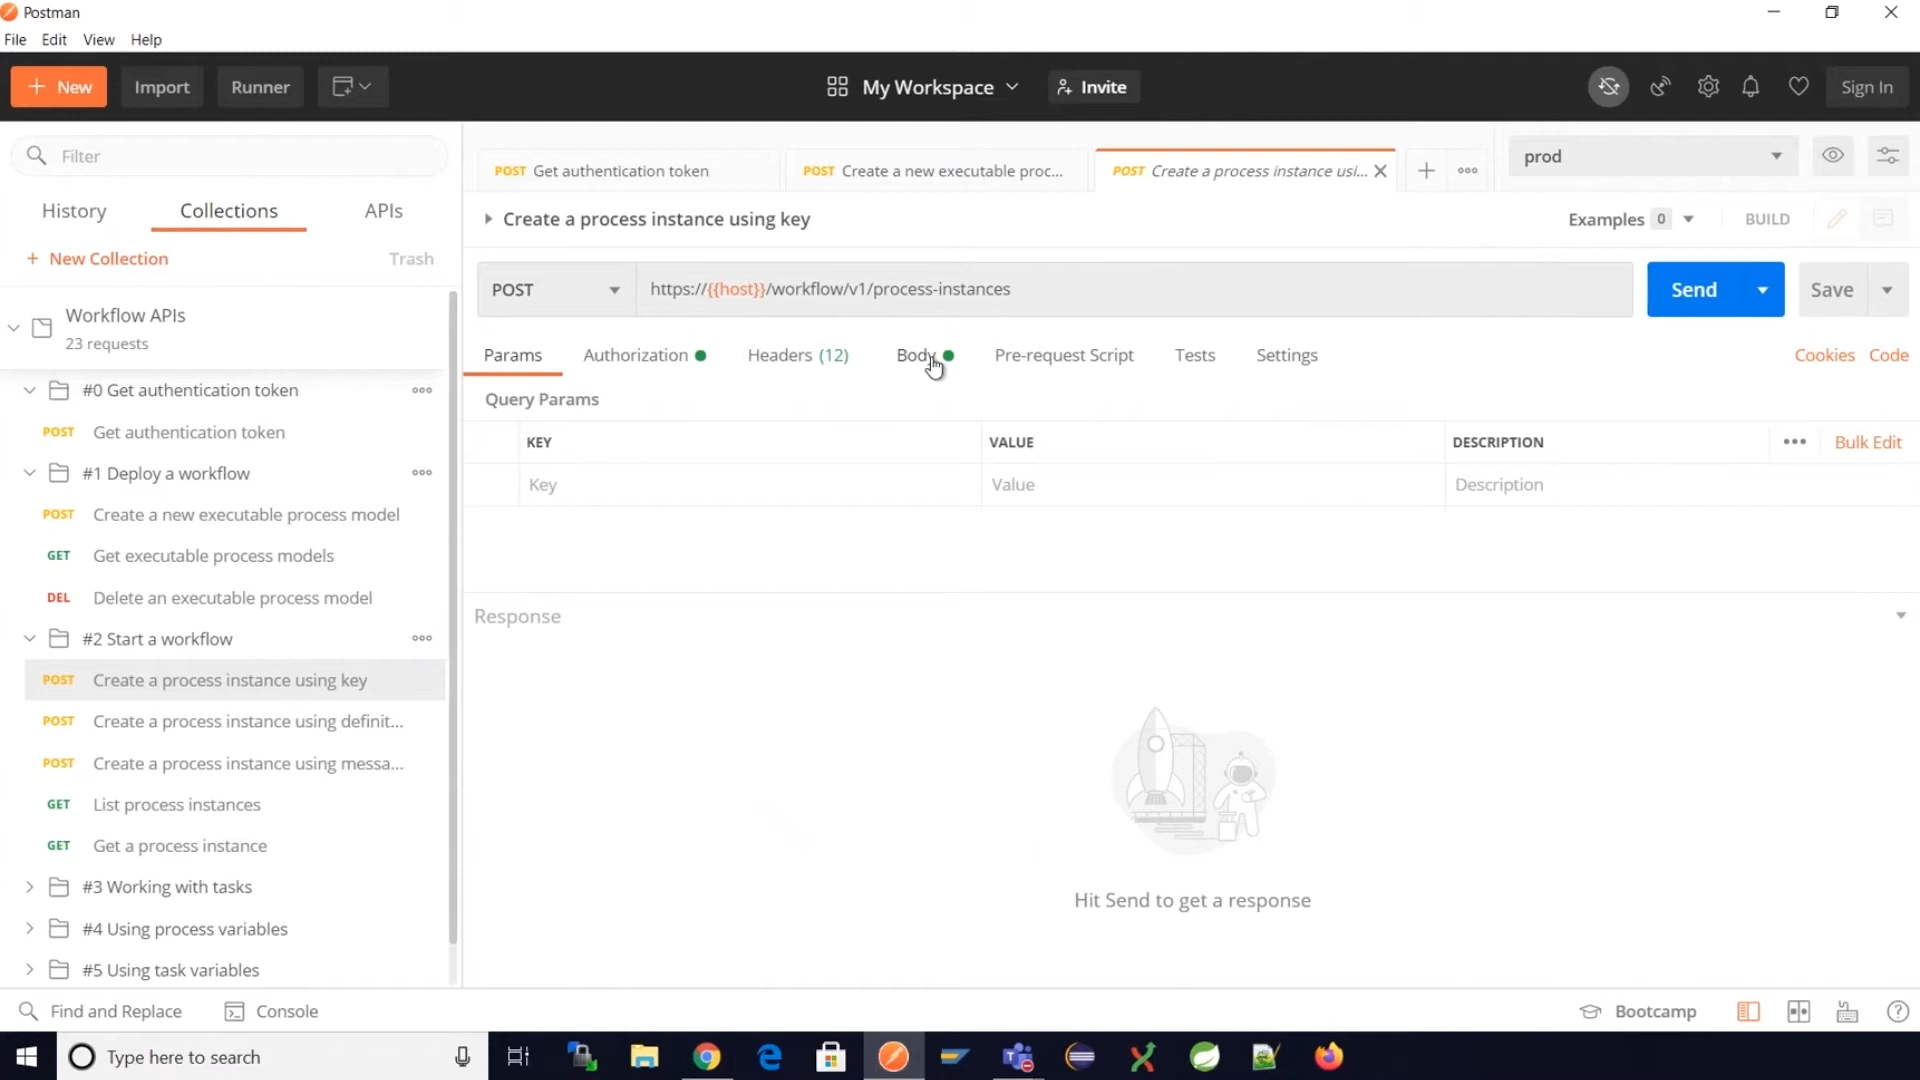 Postman
File Edit View Help
+ New Import Runner My Workspace Invite Sign In
Filter
History Collections APIs
+ New Collection Trash
Workflow APIs
23 requests
#0 Get authentication token
POST Get authentication token
#1 Deploy a workflow
POST Create a new executable process model
GET Get executable process models
DEL Delete an executable process model
#2 Start a workflow
POST Create a process instance using key
POST Create a process instance using definit...
POST Create a process instance using messa...
GET List process instances
GET Get a process instance
#3 Working with tasks
#4 Using process variables
#5 Using task variables
POST Get authentication token POST Create a new executable proc... POST Create a process instance usi... prod
Create a process instance using key Examples 0 BUILD
POST https://{{host}}/workflow/v1/process-instances Send Save
Params Authorization Headers (12) Body Pre-request Script Tests Settings Cookies Code
Query Params
KEY VALUE DESCRIPTION Bulk Edit
Key Value Description
Response
Hit Send to get a response
Find and Replace Console Bootcamp
Type here to search